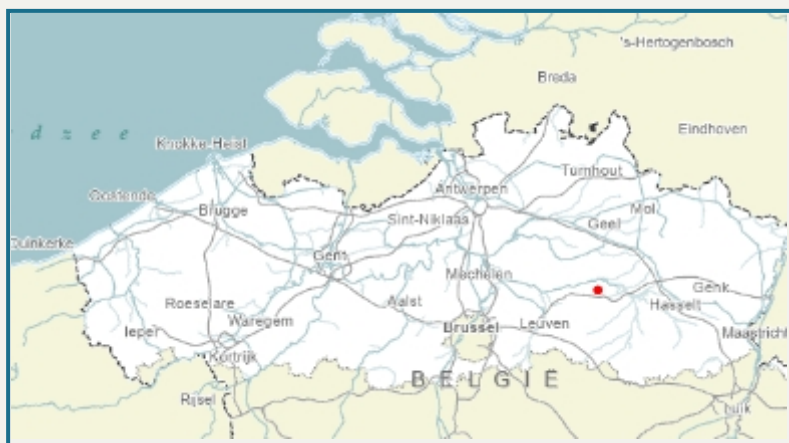 's-Hertogenbosch
Breda
Eindhoven
dzee
Knokke-Heist
Turnhout
Antwerpen
Oostende
Brugge
Sint-Niklaas
Geel
Mol
Duinkerke
Gent
Mechelen
Genk
Roeselare
Aalst
Hasselt
Ieper
Waregem
Brussel
Leuven
Maastricht
Kortrijk
BELGIË
Rijsel
Luik